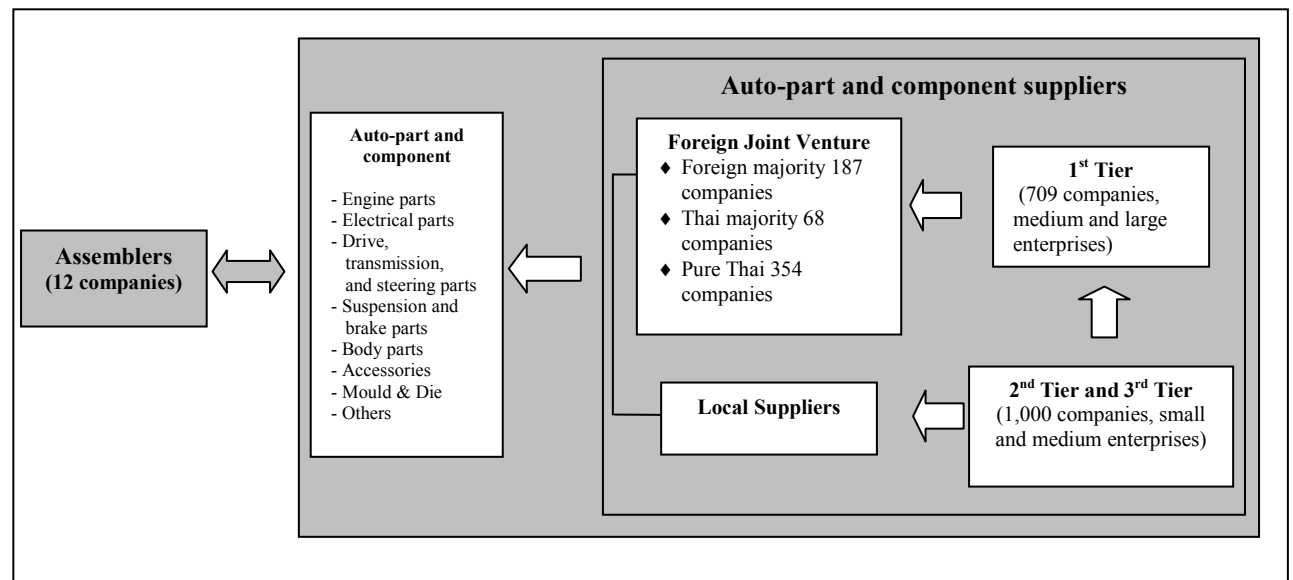 Auto-part and component suppliers
Auto-part and
component
- Engine parts
- Electrical parts
- Drive,
transmission,
and steering parts
- Suspension and
brake parts
- Body parts
- Accessories
- Mould & Die
- Others
Foreign Joint Venture
♦ Foreign majority 187
companies
♦ Thai majority 68
companies
♦ Pure Thai 354
companies
1st Tier
(709 companies,
medium and large
enterprises)
Assemblers
(12 companies)
Local Suppliers
2nd Tier and 3rd Tier
(1,000 companies, small
and medium enterprises)